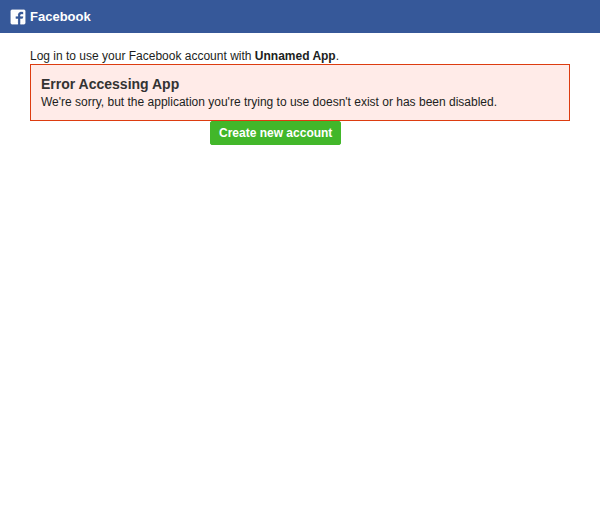 Facebook
Log in to use your Facebook account with Unnamed App.
Error Accessing App
We're sorry, but the application you're trying to use doesn't exist or has been disabled.
Create new account